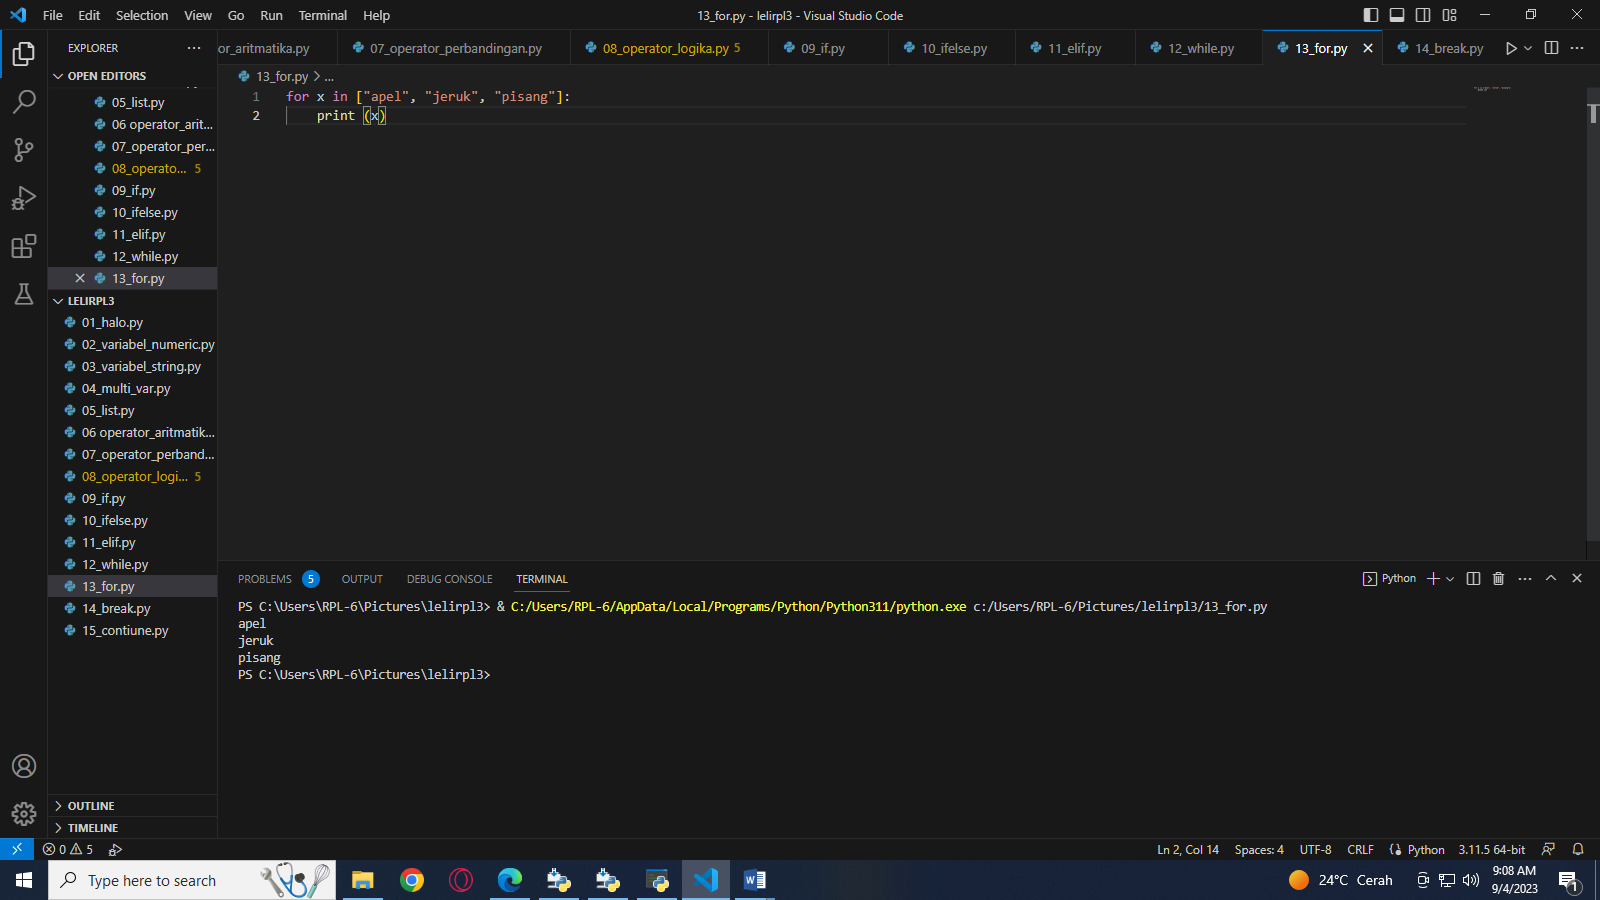 File Edit Selection View Go Run Terminal Help
13_for.py - lelirpl3 - Visual Studio Code
EXPLORER
or_aritmatika.py 07_operator_perbandingan.py 08_operator_logika.py 5 09_if.py 10_ifelse.py 11_elif.py 12_while.py 13_for.py 14_break.py
OPEN EDITORS
05_list.py
06 operator_arit...
07_operator_per...
08_operato... 5
09_if.py
10_ifelse.py
11_elif.py
12_while.py
13_for.py
LELIRPL3
01_halo.py
02_variabel_numeric.py
03_variabel_string.py
04_multi_var.py
05_list.py
06 operator_aritmatik...
07_operator_perband...
08_operator_logi... 5
09_if.py
10_ifelse.py
11_elif.py
12_while.py
13_for.py
14_break.py
15_contiune.py
OUTLINE
TIMELINE
13_for.py > ...
1 for x in ["apel", "jeruk", "pisang"]:
2 print (x)
PROBLEMS 5 OUTPUT DEBUG CONSOLE TERMINAL
Python
PS C:\Users\RPL-6\Pictures\lelirpl3> & C:/Users/RPL-6/AppData/Local/Programs/Python/Python311/python.exe c:/Users/RPL-6/Pictures/lelirpl3/13_for.py
apel
jeruk
pisang
PS C:\Users\RPL-6\Pictures\lelirpl3>
0 5
Ln 2, Col 14 Spaces: 4 UTF-8 CRLF Python 3.11.5 64-bit
Type here to search
24°C Cerah
9:08 AM
9/4/2023
1